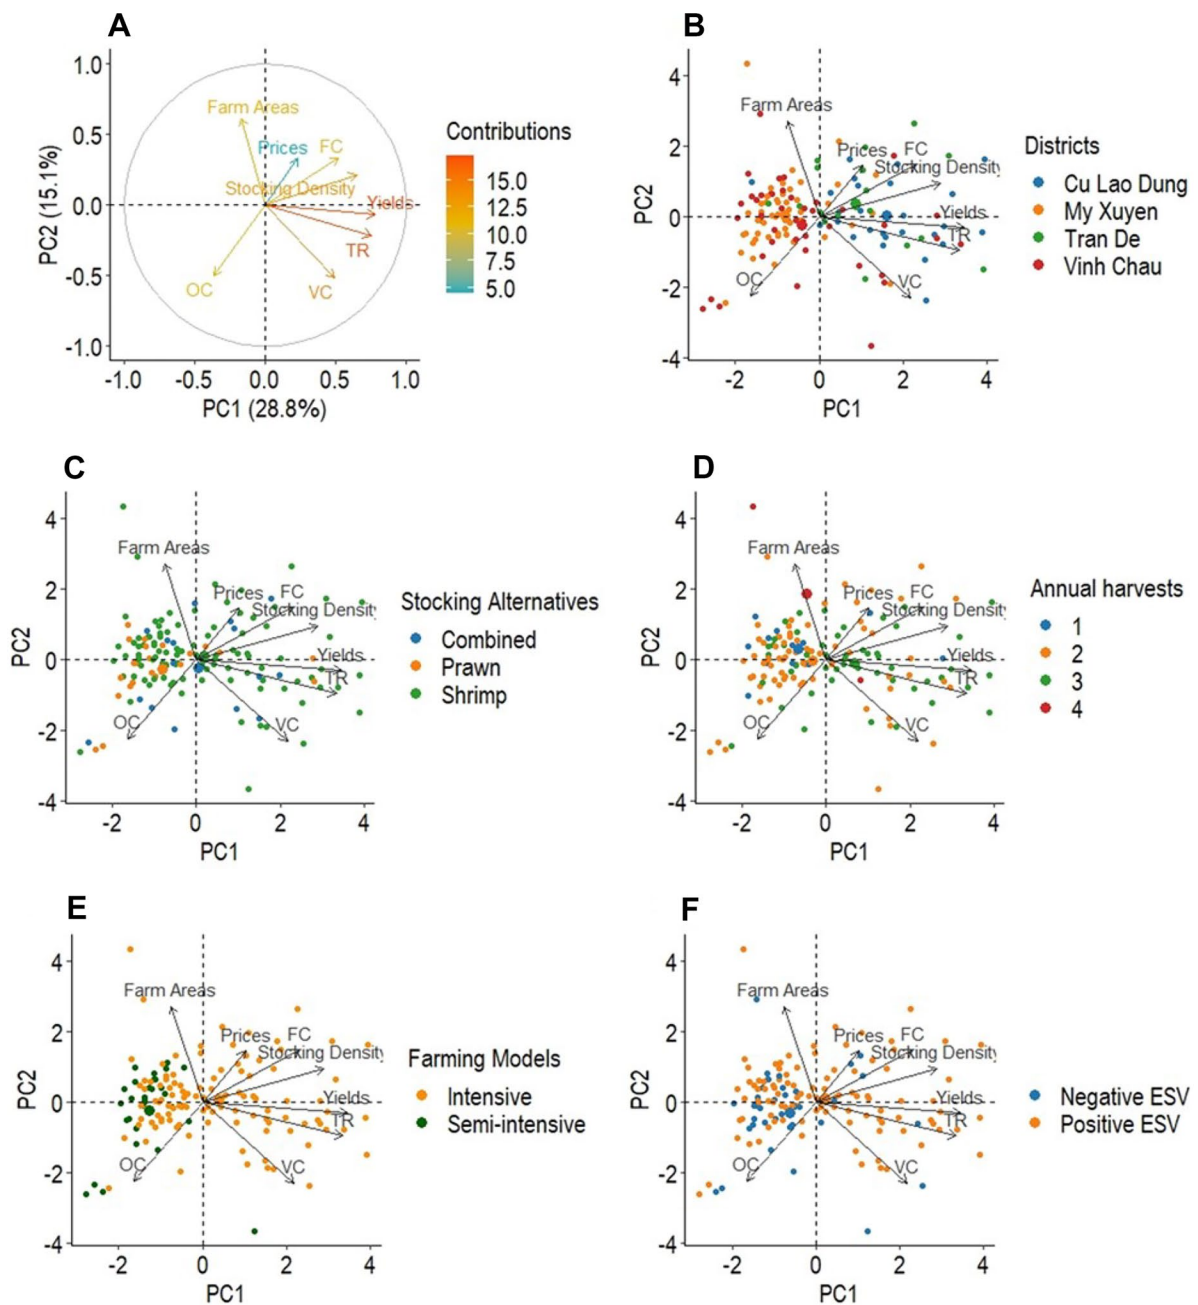 A
1.0
0.5
0.0
-0.5
-1.0
PC2 (15.1%)
Farm Areas
Prices
FC
Stocking Density
Yields
TR
OC
VC
-1.0 -0.5 0.0 0.5 1.0
PC1 (28.8%)
Contributions
15.0
12.5
10.0
7.5
5.0
B
4
2
0
-2
-4
PC2
Farm Areas
Prices FC
Stocking Density
Yields
TR
OC
VC
-2 0 2 4
PC1
Districts
Cu Lao Dung
My Xuyen
Tran De
Vinh Chau
C
4
2
0
-2
-4
PC2
Farm Areas
Prices FC
Stocking Density
Yields
TR
OC
VC
-2 0 2 4
PC1
Stocking Alternatives
Combined
Prawn
Shrimp
D
4
2
0
-2
-4
PC2
Farm Areas
Prices FC
Stocking Density
Yields
TR
OC
VC
-2 0 2 4
PC1
Annual harvests
1
2
3
4
E
4
2
0
-2
-4
PC2
Farm Areas
Prices FC
Stocking Density
Yields
TR
OC
VC
-2 0 2 4
PC1
Farming Models
Intensive
Semi-intensive
F
4
2
0
-2
-4
PC2
Farm Areas
Prices FC
Stocking Density
Yields
TR
OC
VC
-2 0 2 4
PC1
Negative ESV
Positive ESV